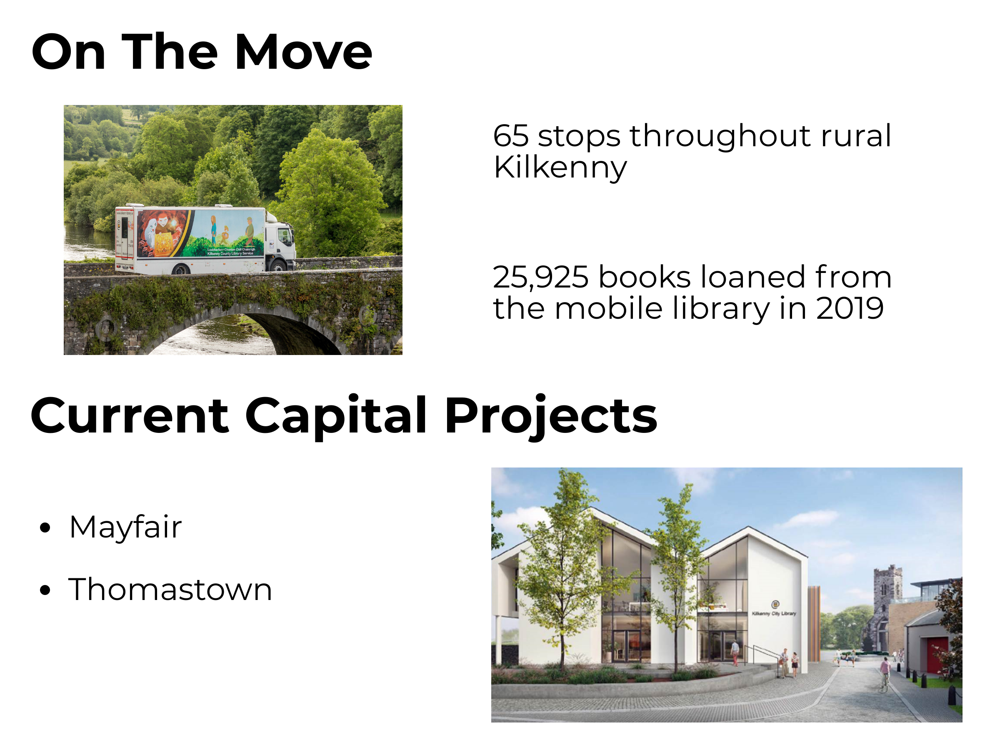 On The Move
65 stops throughout rural
Kilkenny
Leabharlann Chontae Chill Chainnigh
Kilkenny County Library Service
25,925 books loaned from
the mobile library in 2019
Current Capital Projects
Mayfair
Thomastown
Kilkenny City Library